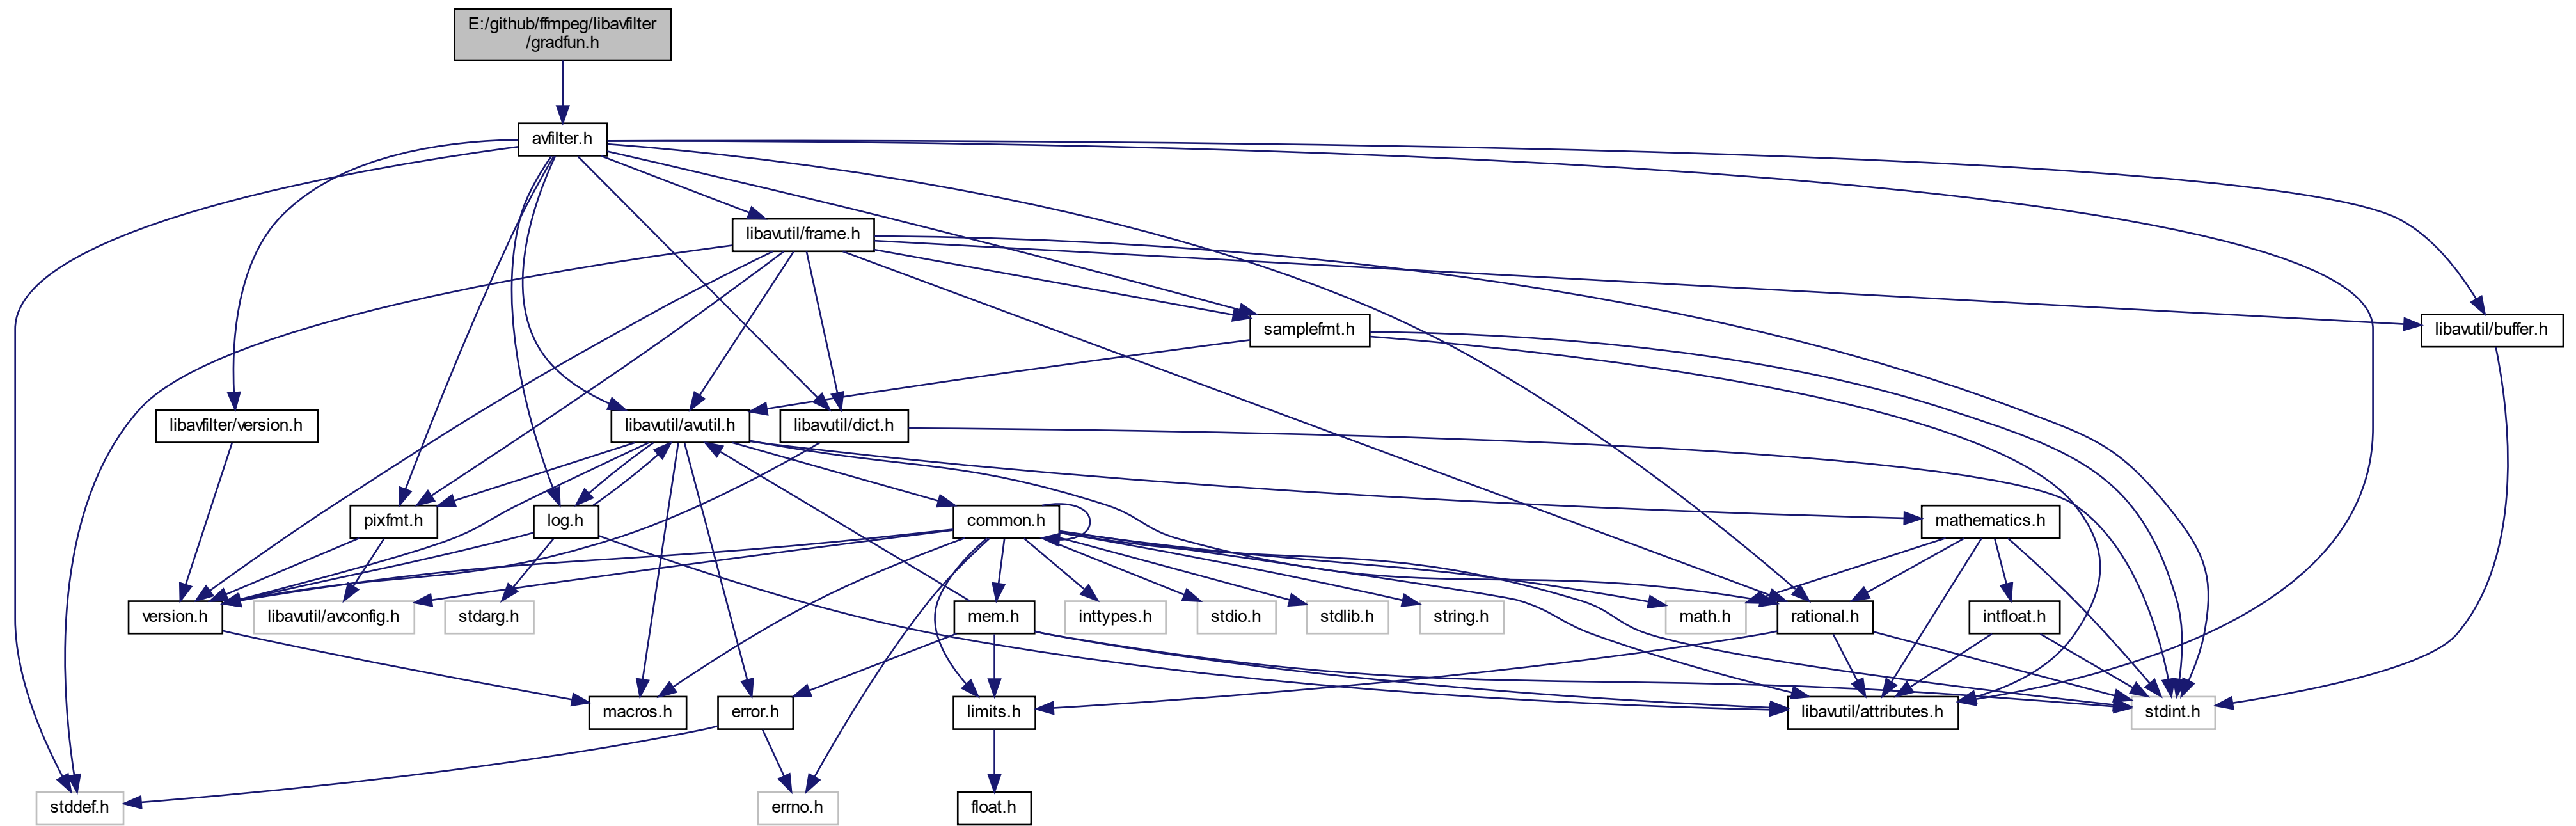 E:/github/ffmpeg/libavfilter
/gradfun.h
avfilter.h
libavutil/frame.h
samplefmt.h
libavutil/buffer.h
libavfilter/version.h
libavutil/avutil.h
libavutil/dict.h
pixfmt.h
log.h
common.h
mathematics.h
version.h
libavutil/avconfig.h
stdarg.h
mem.h
inttypes.h
stdio.h
stdlib.h
string.h
math.h
rational.h
intfloat.h
macros.h
error.h
limits.h
libavutil/attributes.h
stdint.h
stddef.h
errno.h
float.h